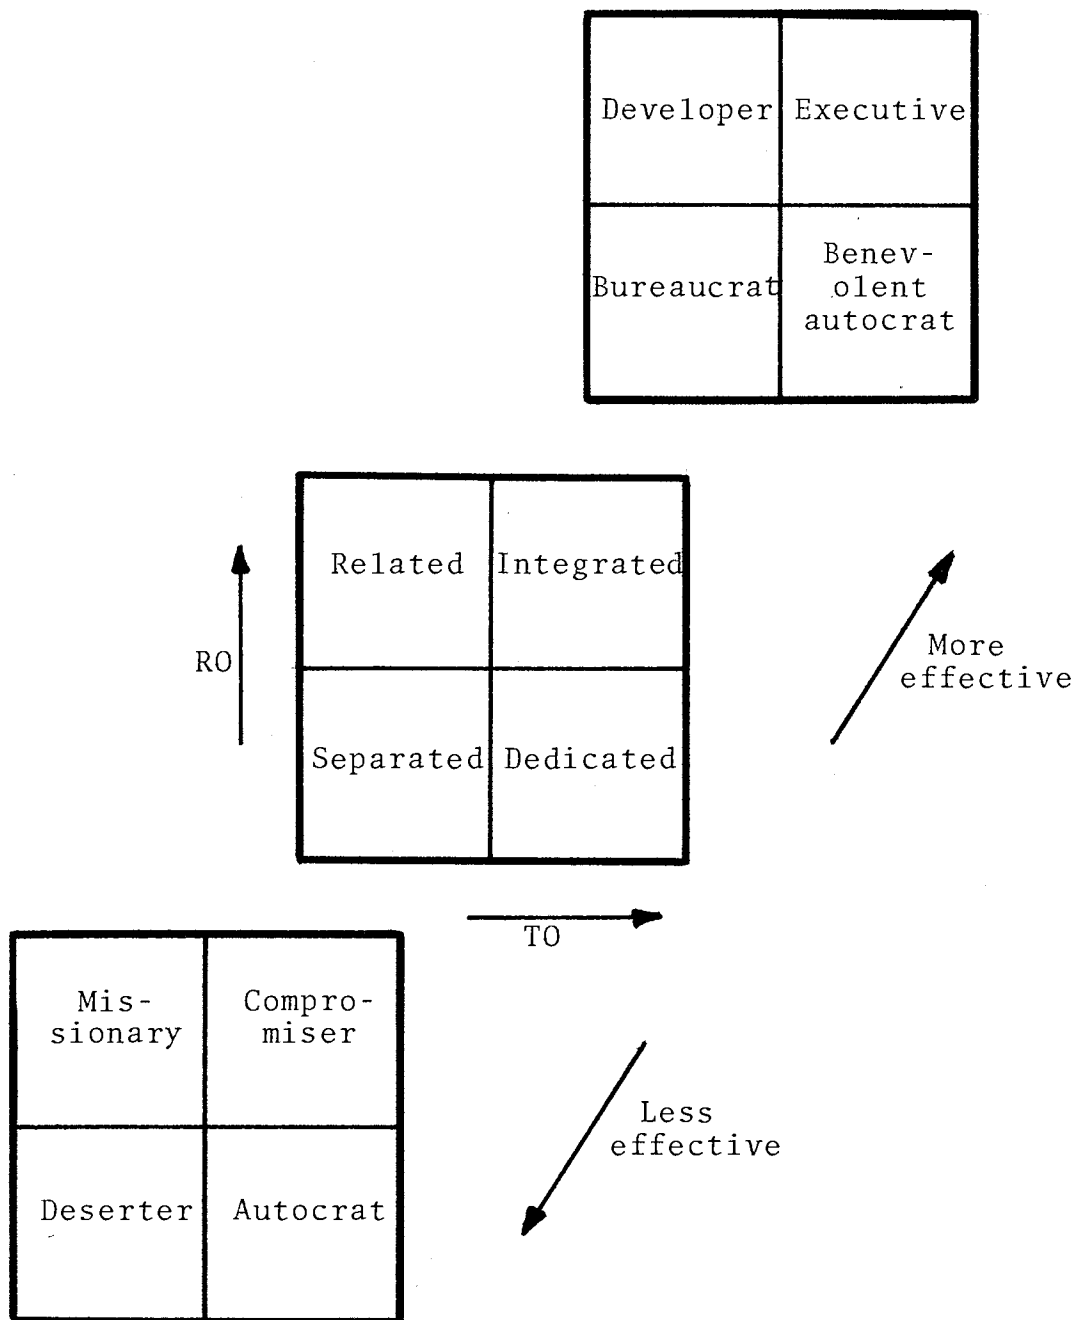 Developer
Executive
Bureaucrat
Benev-
olent
autocrat
Related
Integrated
RO
More
effective
Separated
Dedicated
TO
Mis-
sionary
Compro-
miser
Less
effective
Deserter
Autocrat